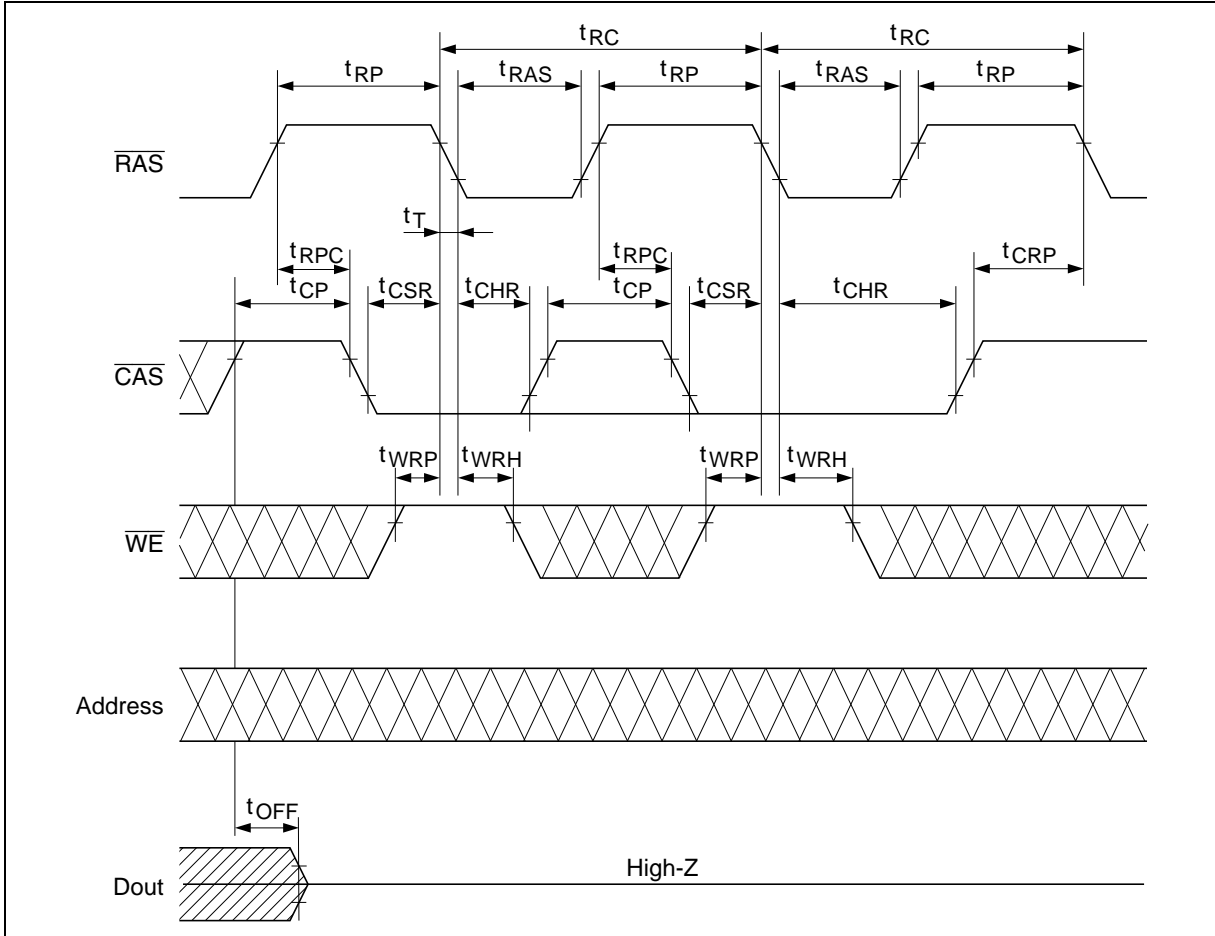 tRC tRC
tRP tRAS tRP tRAS tRP
RAS
tT
tRPC tRPC tCRP
tCP tCSR tCHR tCP tCSR tCHR
CAS
tWRP tWRH tWRP tWRH
WE
Address
tOFF
High-Z
Dout